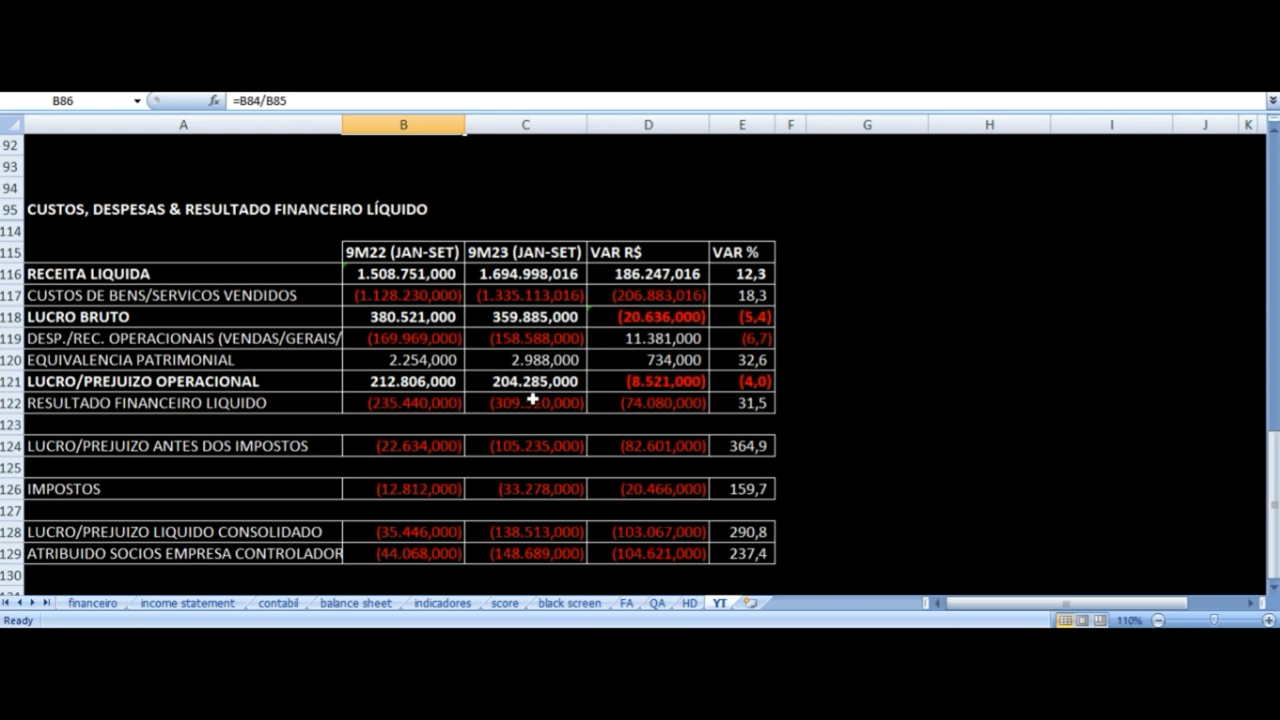 B86 fx =B84/B85
A B C D E F G H I J K
92
93
94
95 CUSTOS, DESPESAS & RESULTADO FINANCEIRO LÍQUIDO
114
115 9M22 (JAN-SET) 9M23 (JAN-SET) VAR R$ VAR %
116 RECEITA LIQUIDA 1.508.751,000 1.694.998,016 186.247,016 12,3
117 CUSTOS DE BENS/SERVICOS VENDIDOS (1.128.230,000) (1.335.113,016) (206.883,016) 18,3
118 LUCRO BRUTO 380.521,000 359.885,000 (20.636,000) (5,4)
119 DESP./REC. OPERACIONAIS (VENDAS/GERAIS/ (169.969,000) (158.588,000) 11.381,000 (6,7)
120 EQUIVALENCIA PATRIMONIAL 2.254,000 2.988,000 734,000 32,6
121 LUCRO/PREJUIZO OPERACIONAL 212.806,000 204.285,000 (8.521,000) (4,0)
122 RESULTADO FINANCEIRO LIQUIDO (235.440,000) (74.080,000) 31,5
123
124 LUCRO/PREJUIZO ANTES DOS IMPOSTOS (22.634,000) (105.235,000) (82.601,000) 364,9
125
126 IMPOSTOS (12.812,000) (33.278,000) (20.466,000) 159,7
127
128 LUCRO/PREJUIZO LIQUIDO CONSOLIDADO (35.446,000) (138.513,000) (103.067,000) 290,8
129 ATRIBUIDO SOCIOS EMPRESA CONTROLADOR (44.068,000) (148.689,000) (104.621,000) 237,4
130
financeiro income statement contabil balance sheet indicadores score black screen FA QA HD YT
Ready 110%